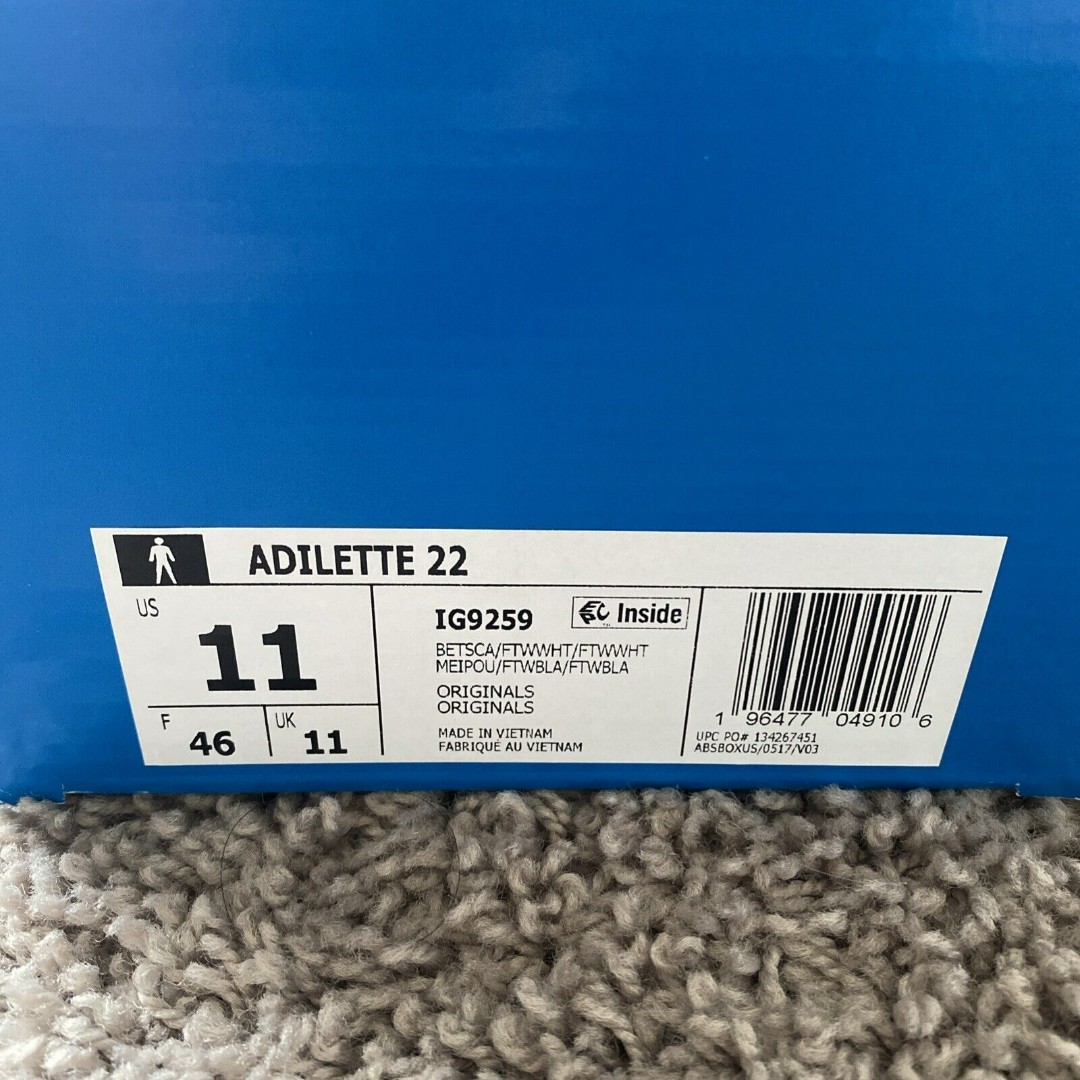 ADILETTE 22
US
11
F
46
UK
11
IG9259
Inside
BETSCA/FTWWHT/FTWWHT
MEIPOU/FTWBLA/FTWBLA
ORIGINALS
ORIGINALS
MADE IN VIETNAM
FABRIQUÉ AU VIETNAM
1 96477 04910 6
UPC PO# 134267451
ABSBOXUS/0517/V03